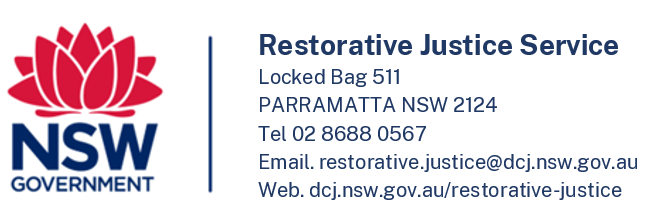 NSW
GOVERNMENT
Restorative Justice Service
Locked Bag 511
PARRAMATTA NSW 2124
Tel 02 8688 0567
Email. restorative.justice@dcj.nsw.gov.au
Web. dcj.nsw.gov.au/restorative-justice